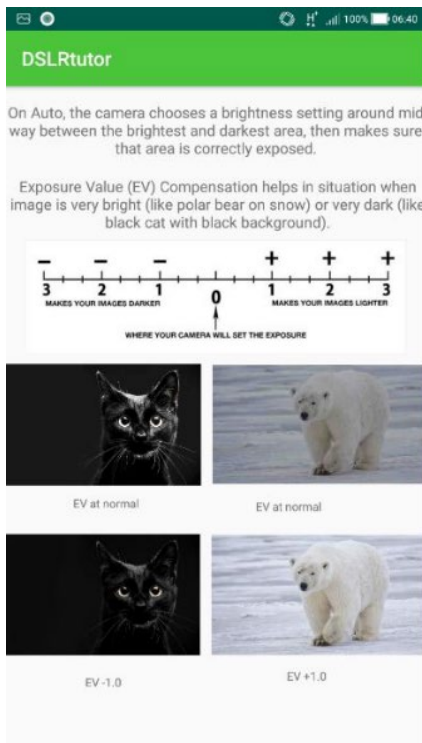 H+ 100% 06.40
DSLRtutor
On Auto, the camera chooses a brightness setting around mid
way between the brightest and darkest area, then makes sure
that area is correctly exposed.
Exposure Value (EV) Compensation helps in situation when
image is very bright (like polar bear on snow) or very dark (like
black cat with black background).
− − − + + +
3 2 1 0 1 2 3
MAKES YOUR IMAGES DARKER MAKES YOUR IMAGES LIGHTER
WHERE YOUR CAMERA WILL SET THE EXPOSURE
EV at normal EV at normal
EV -1.0 EV +1.0